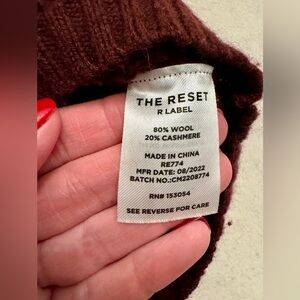 THE RESET
R LABEL
80% WOOL
20% CASHMERE
MADE IN CHINA
RE774
MFR DATE: 08/2022
BATCH NO.:CM2208774
RN# 153054
SEE REVERSE FOR CARE